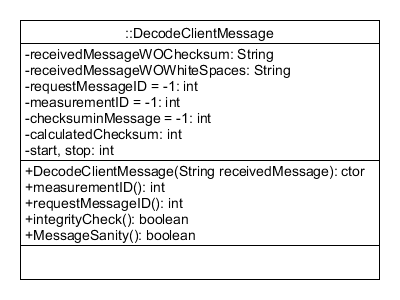 ::DecodeClientMessage
-receivedMessageWOChecksum: String
-receivedMessageWOWhiteSpaces: String
-requestMessageID = -1: int
-measurementID = -1: int
-checksuminMessage = -1: int
-calculatedChecksum: int
-start, stop: int
+DecodeClientMessage(String receivedMessage): ctor
+measurementID(): int
+requestMessageID(): int
+integrityCheck(): boolean
+MessageSanity(): boolean